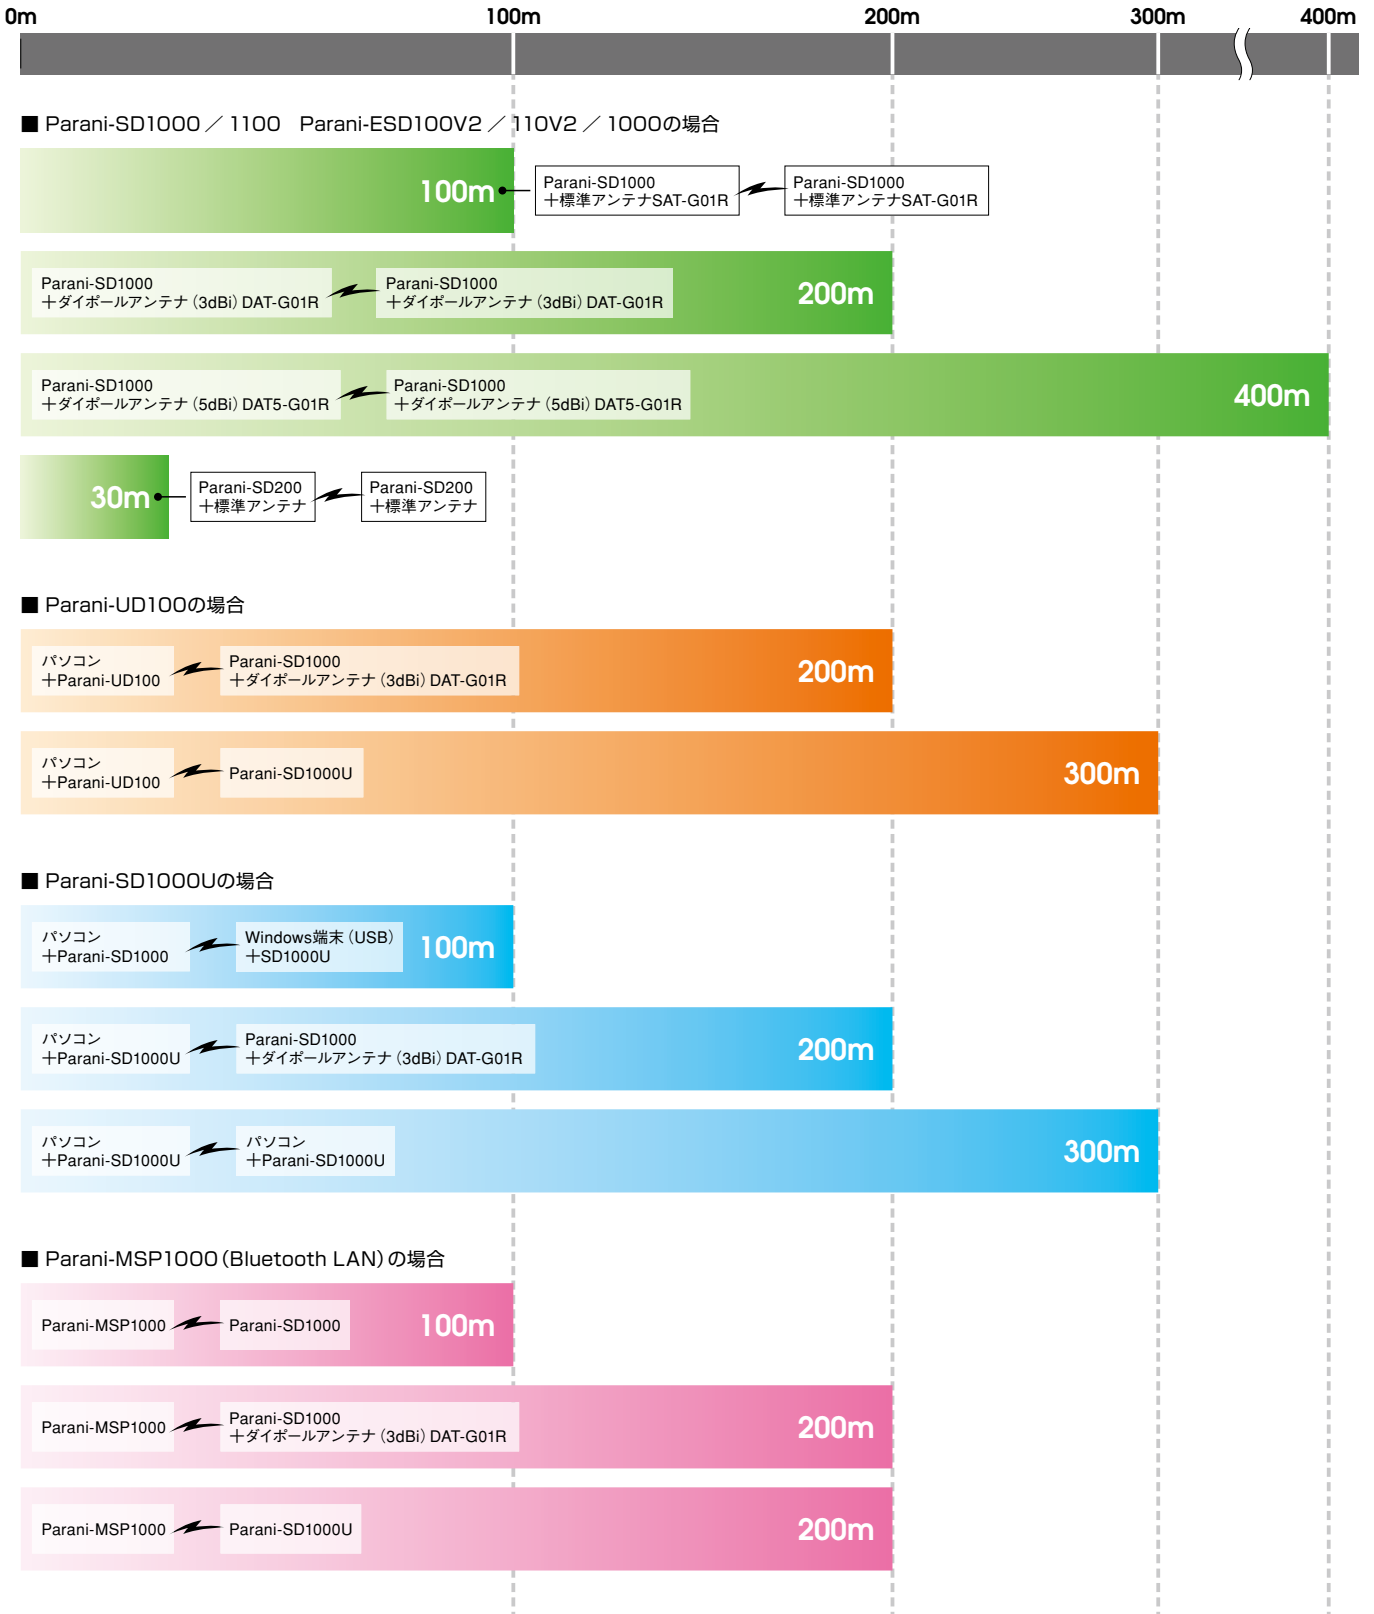 0m 100m 200m 300m 400m
■ Parani-SD1000／1100　Parani-ESD100V2／110V2／1000の場合
100m
Parani-SD1000
＋標準アンテナSAT-G01R
Parani-SD1000
＋標準アンテナSAT-G01R
Parani-SD1000
＋ダイポールアンテナ（3dBi）DAT-G01R
Parani-SD1000
＋ダイポールアンテナ（3dBi）DAT-G01R
200m
Parani-SD1000
＋ダイポールアンテナ（5dBi）DAT5-G01R
Parani-SD1000
＋ダイポールアンテナ（5dBi）DAT5-G01R
400m
30m
Parani-SD200
＋標準アンテナ
Parani-SD200
＋標準アンテナ
■ Parani-UD100の場合
パソコン
＋Parani-UD100
Parani-SD1000
＋ダイポールアンテナ（3dBi）DAT-G01R
200m
パソコン
＋Parani-UD100
Parani-SD1000U
300m
■ Parani-SD1000Uの場合
パソコン
＋Parani-SD1000
Windows端末（USB）
＋SD1000U
100m
パソコン
＋Parani-SD1000U
Parani-SD1000
＋ダイポールアンテナ（3dBi）DAT-G01R
200m
パソコン
＋Parani-SD1000U
パソコン
＋Parani-SD1000U
300m
■ Parani-MSP1000（Bluetooth LAN）の場合
Parani-MSP1000
Parani-SD1000
100m
Parani-MSP1000
Parani-SD1000
＋ダイポールアンテナ（3dBi）DAT-G01R
200m
Parani-MSP1000
Parani-SD1000U
200m